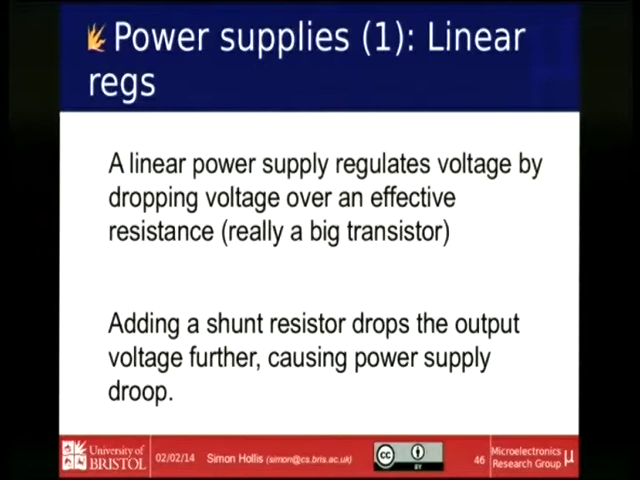 Power supplies (1): Linear
regs
A linear power supply regulates voltage by
dropping voltage over an effective
resistance (really a big transistor)
Adding a shunt resistor drops the output
voltage further, causing power supply
droop.
University of
BRISTOL
02/02/14
Simon Hollis (simon@cs.bris.ac.uk)
cc
BY
46
Microelectronics
Research Group
μ